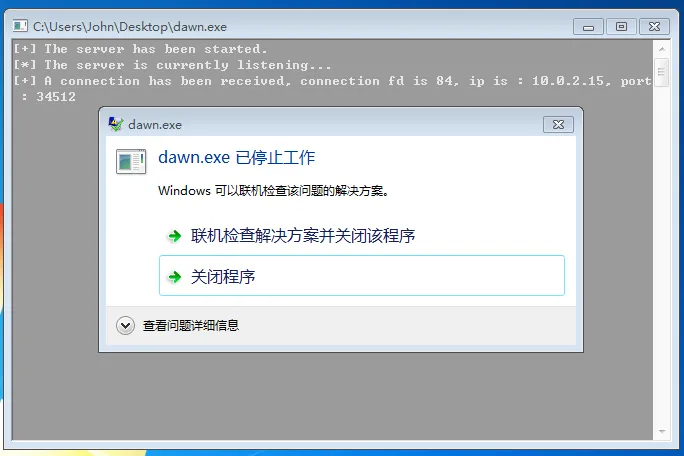 C:\Users\John\Desktop\dawn.exe
[+] The server has been started.
[*] The server is currently listening...
[+] A connection has been received, connection fd is 84, ip is : 10.0.2.15, port
: 34512
dawn.exe
dawn.exe 已停止工作
Windows 可以联机检查该问题的解决方案。
联机检查解决方案并关闭该程序
关闭程序
查看问题详细信息